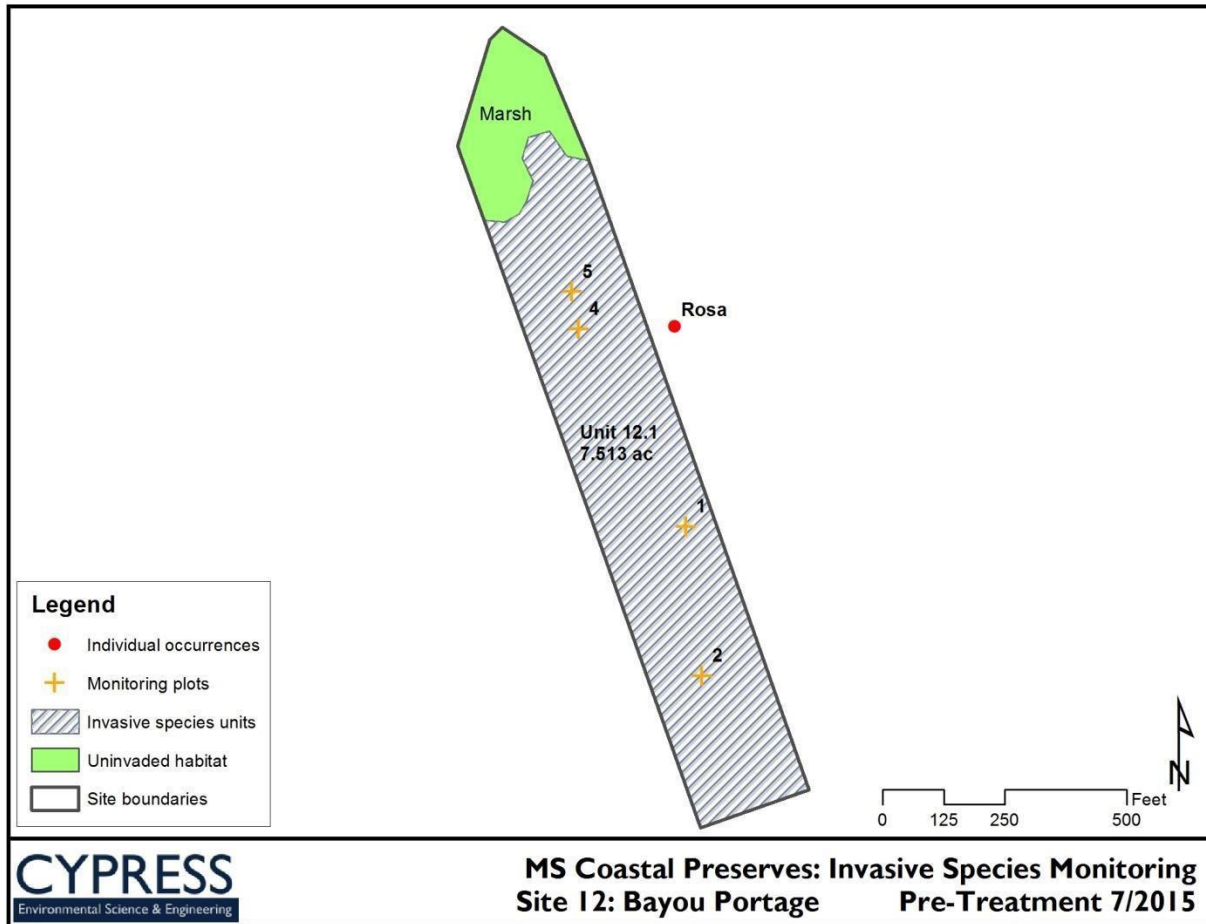 Marsh
5
4
Rosa
Unit 12.1
7.513 ac
1
2
Legend
Individual occurrences
Monitoring plots
Invasive species units
Uninvaded habitat
Site boundaries
N
Feet
0 125 250 500
CYPRESS
Environmental Science & Engineering
MS Coastal Preserves: Invasive Species Monitoring
Site 12: Bayou Portage Pre-Treatment 7/2015